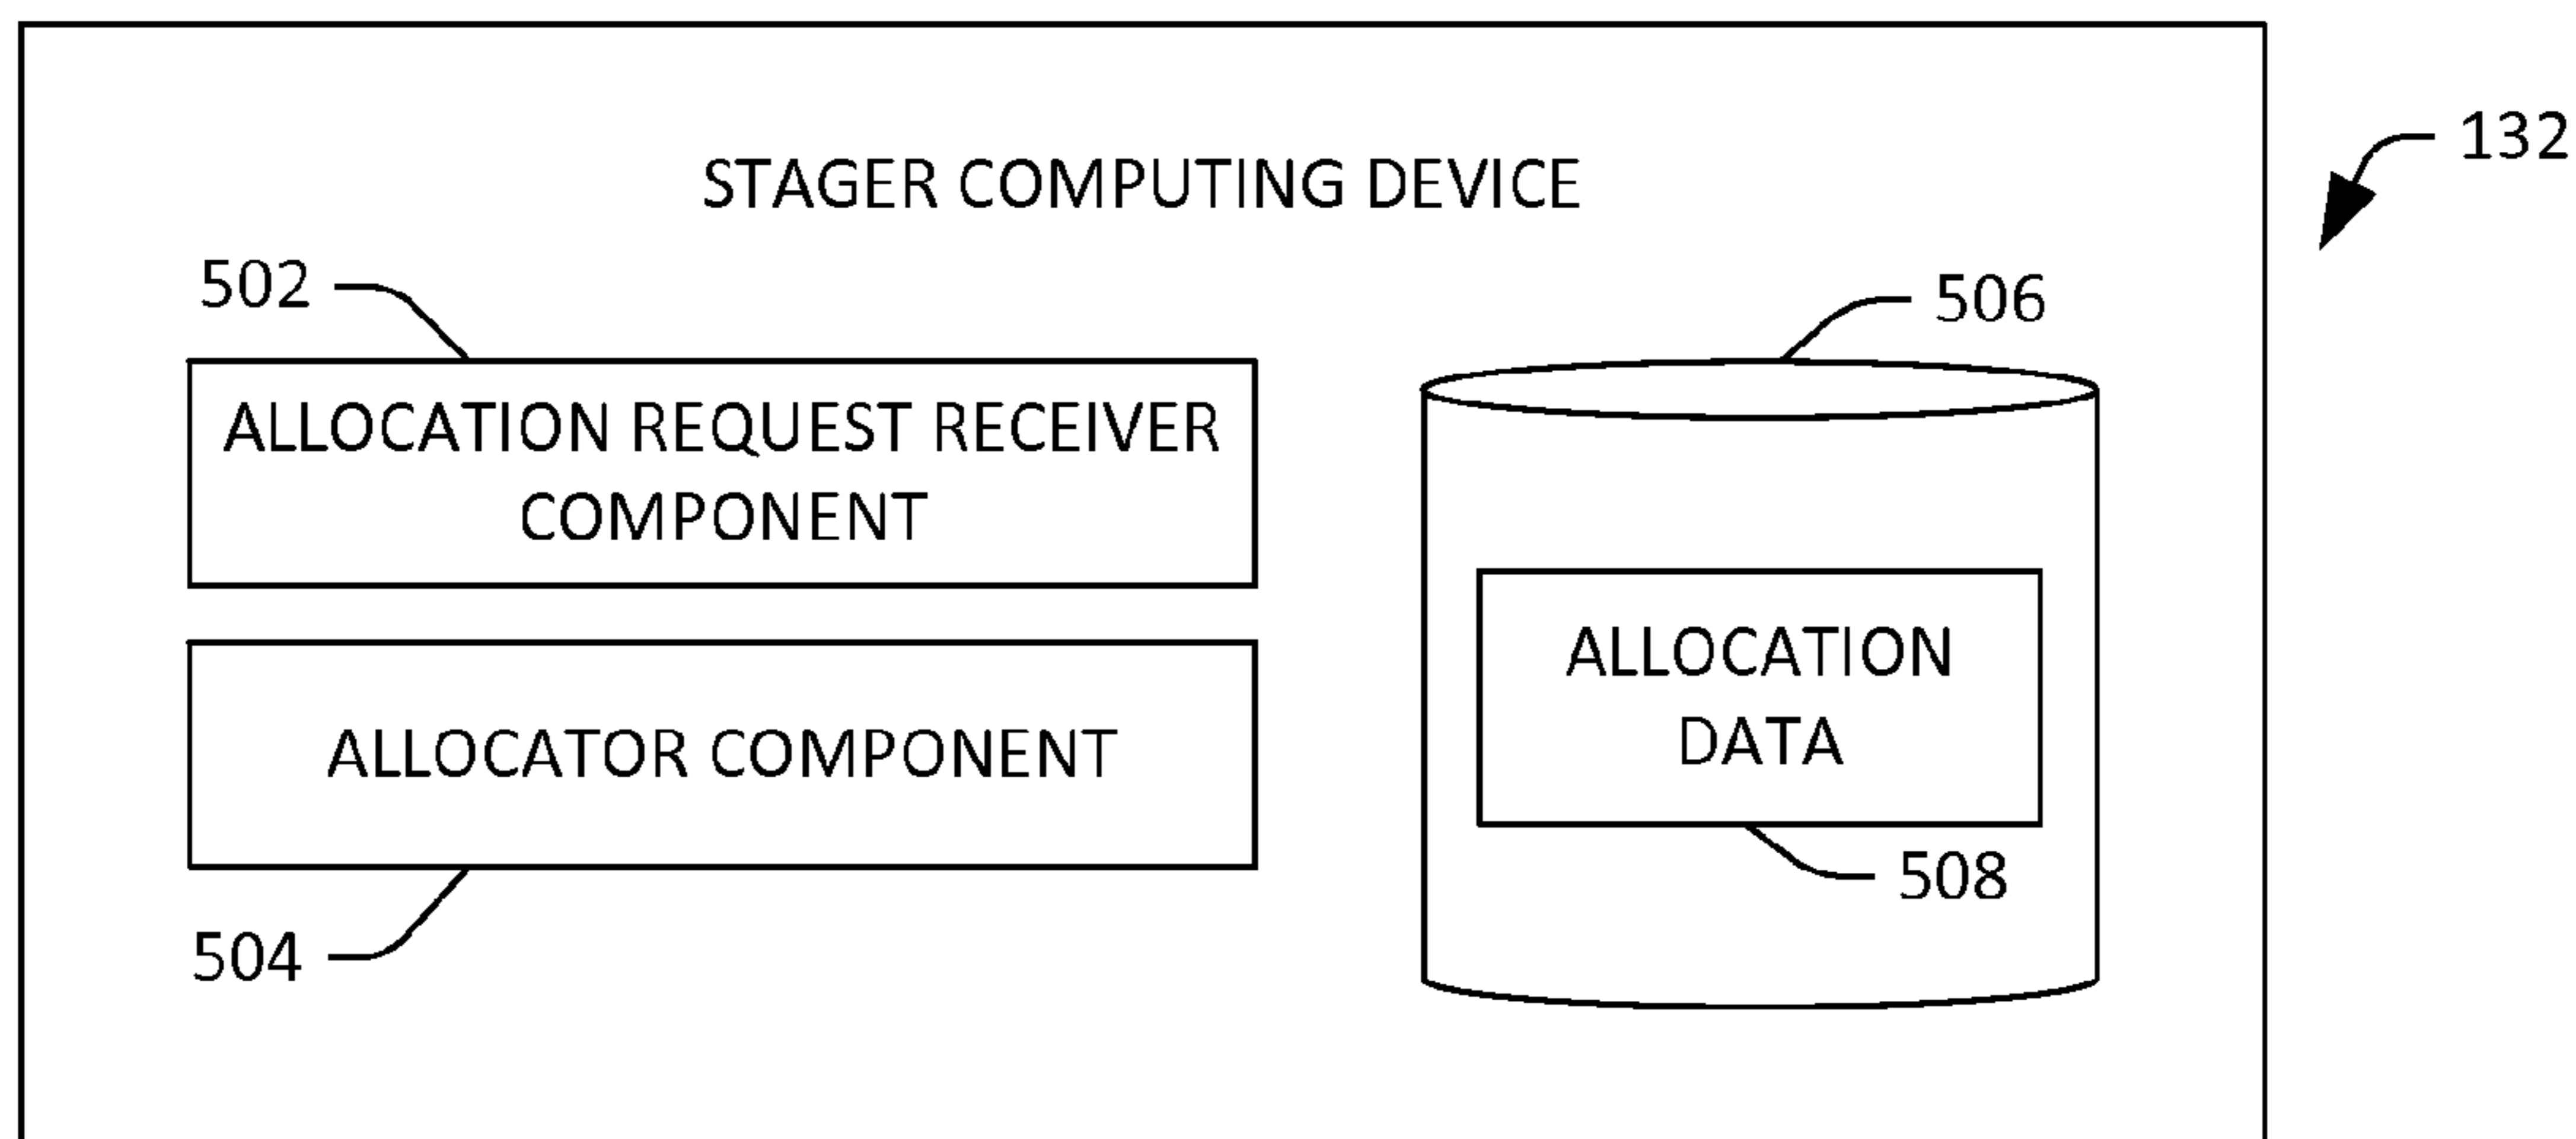 132
STAGER COMPUTING DEVICE
502
506
ALLOCATION REQUEST RECEIVER
COMPONENT
ALLOCATION
DATA
ALLOCATOR COMPONENT
508
504